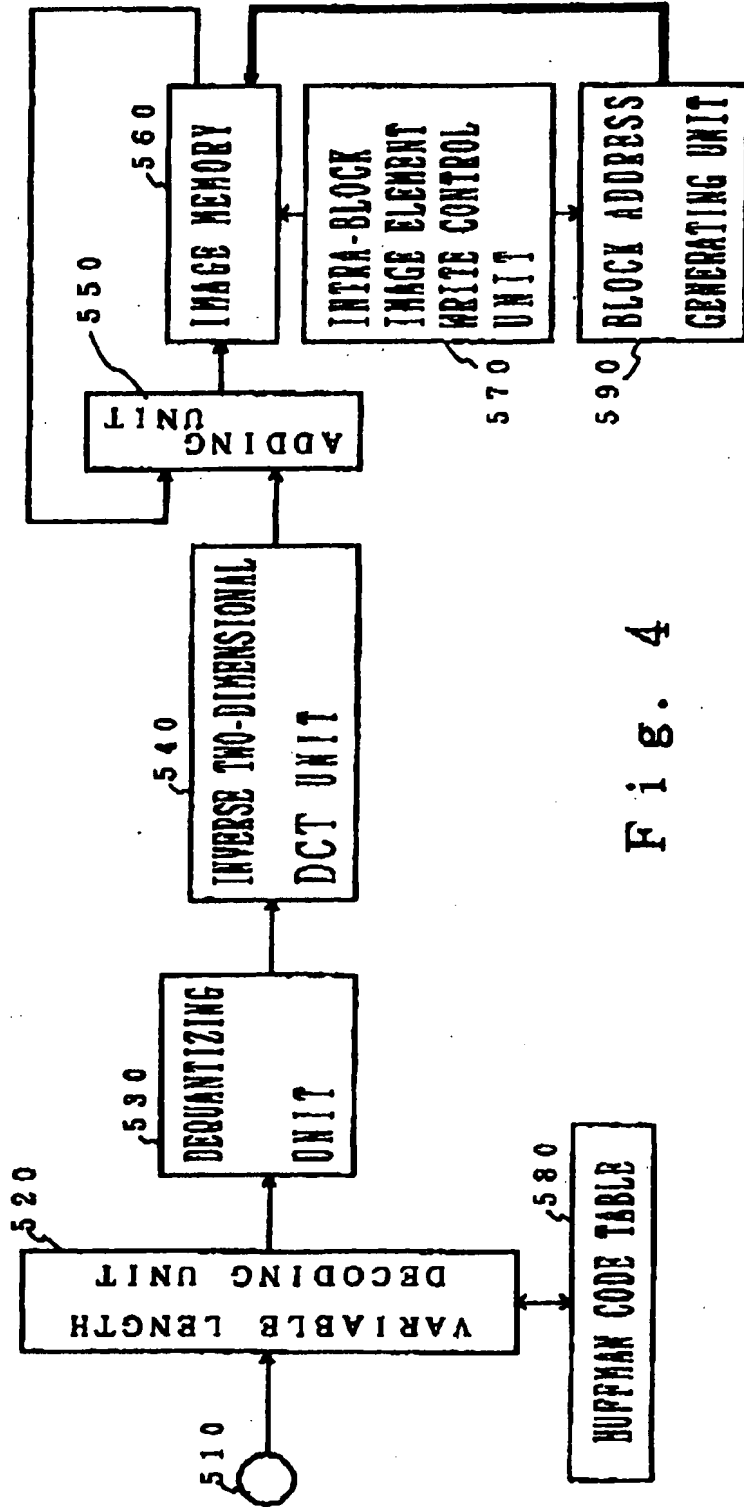 510
520
VARIABLE LENGTH
DECODING UNIT
580
HUFFMAN CODE TABLE
530
DEQUANTIZING
UNIT
540
INVERSE TWO-DIMENSIONAL
DCT UNIT
550
ADDING
UNIT
560
IMAGE MEMORY
570
INTRA-BLOCK
IMAGE ELEMENT
WRITE CONTROL
UNIT
590
BLOCK ADDRESS
GENERATING UNIT
Fig. 4